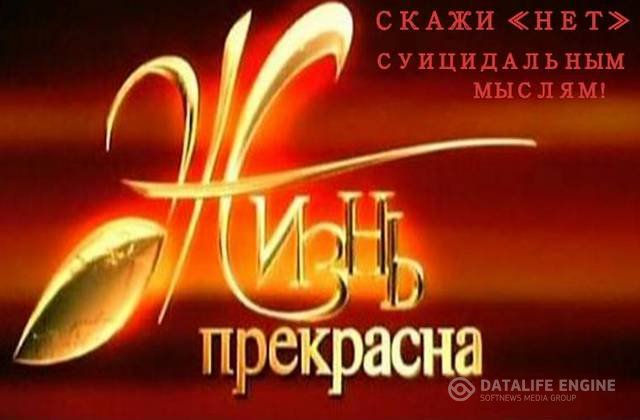 СКАЖИ «НЕТ»
СУИЦИДАЛЬНЫМ
МЫСЛЯМ!
Жизнь
прекрасна
DATALIFE ENGINE
SOFTNEWS MEDIA GROUP